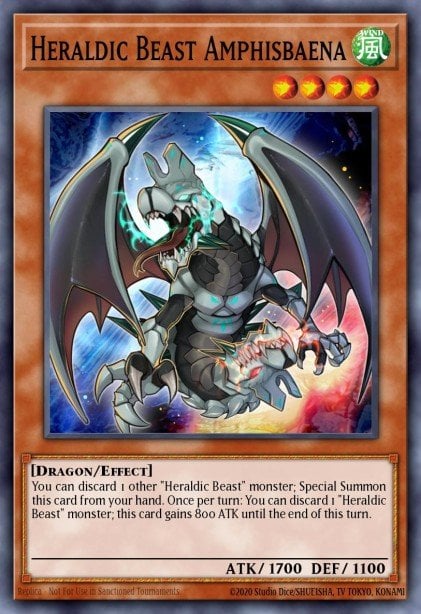 Heraldic Beast Amphisbaena
WIND
風
[Dragon/Effect]
You can discard 1 other "Heraldic Beast" monster; Special Summon
this card from your hand. Once per turn: You can discard 1 "Heraldic
Beast" monster; this card gains 800 ATK until the end of this turn.
ATK/ 1700 DEF/ 1100
Replica - Not For Use in Sanctioned Tournaments
©2020 Studio Dice/SHUEISHA, TV TOKYO, KONAMI